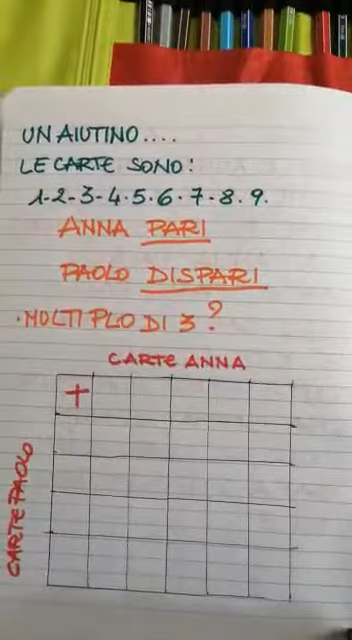 UN AIUTINO....
LE CARTE SONO:
1-2-3-4.5.6.7.8.9.
ANNA PARI
PAOLO DISPARI
.MULTIPLO DI 3?
CARTE ANNA
+
CARTE PAOLO